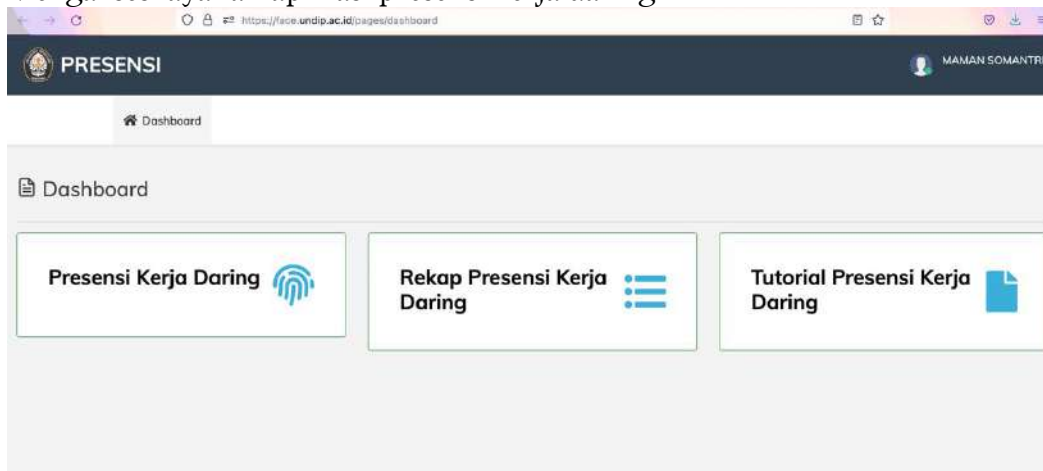 https://face.undip.ac.id/pages/dashboard
PRESENSI
MAMAN SOMANTRI
Dashboard
Dashboard
Presensi Kerja Daring
Rekap Presensi Kerja
Daring
Tutorial Presensi Kerja
Daring